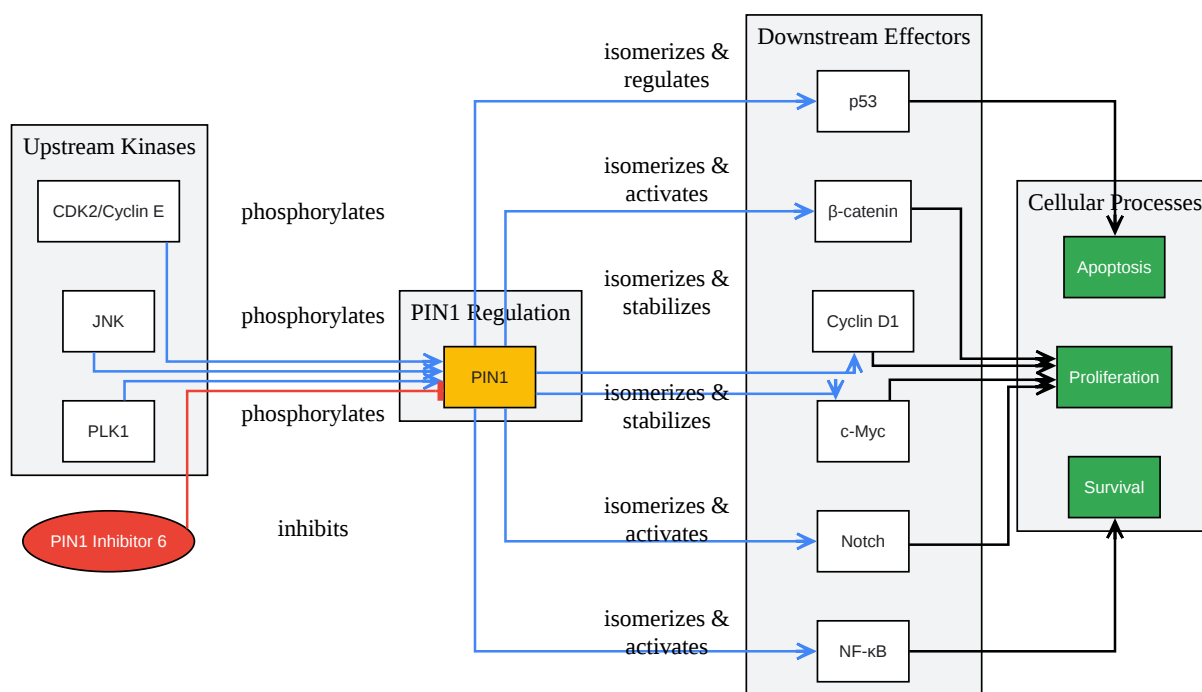 Upstream Kinases
CDK2/Cyclin E
JNK
PLK1
PIN1 Inhibitor 6
phosphorylates
phosphorylates
phosphorylates
inhibits
PIN1 Regulation
PIN1
isomerizes &
regulates
isomerizes &
activates
isomerizes &
stabilizes
isomerizes &
stabilizes
isomerizes &
activates
isomerizes &
activates
Downstream Effectors
p53
β-catenin
Cyclin D1
c-Myc
Notch
NF-κB
Cellular Processes
Apoptosis
Proliferation
Survival